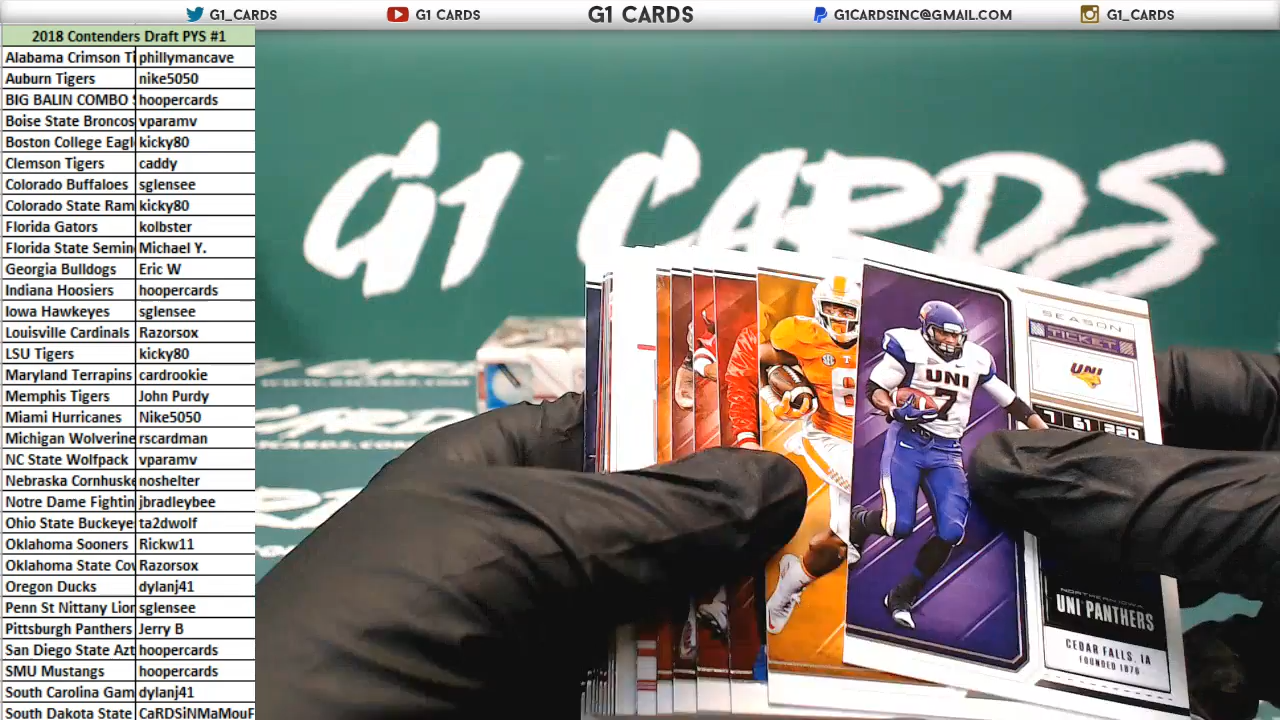 G1_CARDS
G1 CARDS
G1 CARDS
G1CARDSINC@GMAIL.COM
G1_CARDS
2018 Contenders Draft PYS #1
Alabama Crimson Ti phillymancave
Auburn Tigers nike5050
BIG BALIN COMBO hoopercards
Boise State Broncos vparamv
Boston College Eagl kicky80
Clemson Tigers caddy
Colorado Buffaloes sglensee
Colorado State Ram kicky80
Florida Gators kolbster
Florida State Semin Michael Y.
Georgia Bulldogs Eric W
Indiana Hoosiers hoopercards
Iowa Hawkeyes sglensee
Louisville Cardinals Razorsox
LSU Tigers kicky80
Maryland Terrapins cardrookie
Memphis Tigers John Purdy
Miami Hurricanes Nike5050
Michigan Wolverine rscardman
NC State Wolfpack vparamv
Nebraska Cornhuske noshelter
Notre Dame Fightin jbradleybee
Ohio State Buckeye ta2dwolf
Oklahoma Sooners Rickw11
Oklahoma State Cov Razorsox
Oregon Ducks dylanj41
Penn St Nittany Lion sglensee
Pittsburgh Panthers Jerry B
San Diego State Azt hoopercards
SMU Mustangs hoopercards
South Carolina Gam dylanj41
South Dakota State CaRDSiNMaMouF
G1 CARDS
SEASON
TICKET
UNI
UNI
7
7 61 220
NORTHERN IOWA
UNI PANTHERS
CEDAR FALLS, IA
FOUNDED 1876